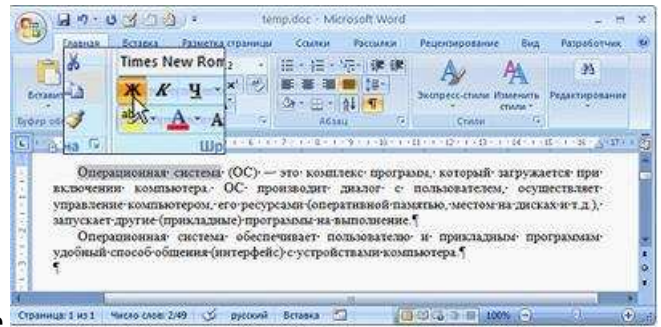 temp.doc - Microsoft Word
Главная Вставка Разметка страницы Ссылки Рассылки Рецензирование Вид Разработчик
Times New Rom
Ж К Ч
Вставить
Экспресс-стили Изменить стили Редактирование
Буфер об
на Шр Абзац Стили
Операционная система (ОС) — это комплекс программ, который загружается при
включении компьютера. ОС производит диалог с пользователем, осуществляет
управление компьютером, его ресурсами (оперативной памятью, местом на дисках и т.д.),
запускает другие (прикладные) программы на выполнение.¶
Операционная система обеспечивает пользователю и прикладным программам
удобный способ общения (интерфейс) с устройствами компьютера.¶
¶
Страница: 1 из 1 Число слов: 2/49 русский Вставка 100%